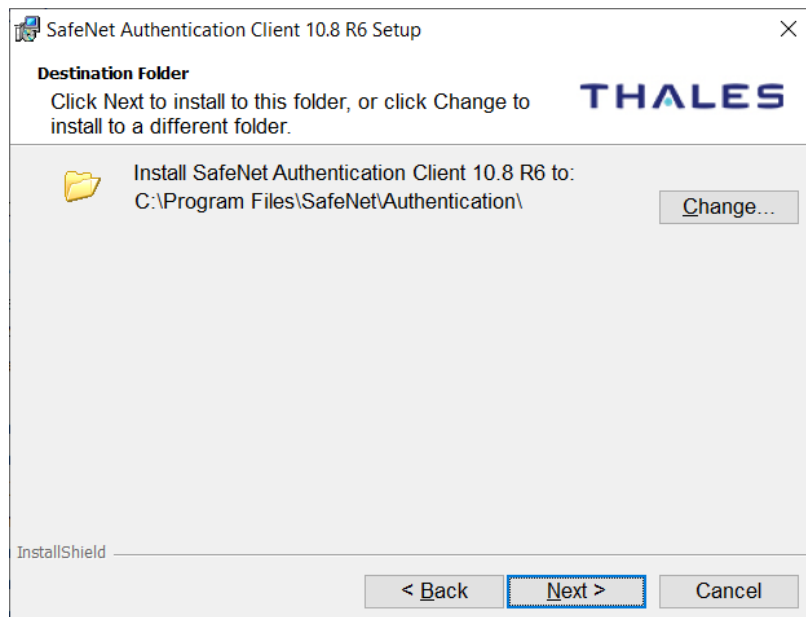 SafeNet Authentication Client 10.8 R6 Setup
Destination Folder
Click Next to install to this folder, or click Change to
install to a different folder.
THALES
Install SafeNet Authentication Client 10.8 R6 to:
C:\Program Files\SafeNet\Authentication\
Change...
InstallShield
< Back
Next >
Cancel